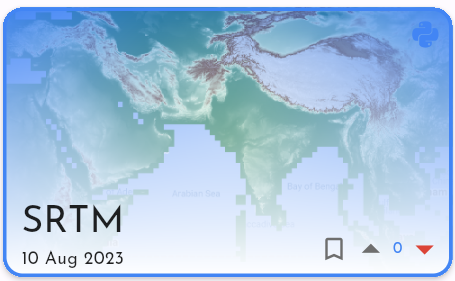 Arabian Sea
Bay of Bengal
SRTM
10 Aug 2023
0